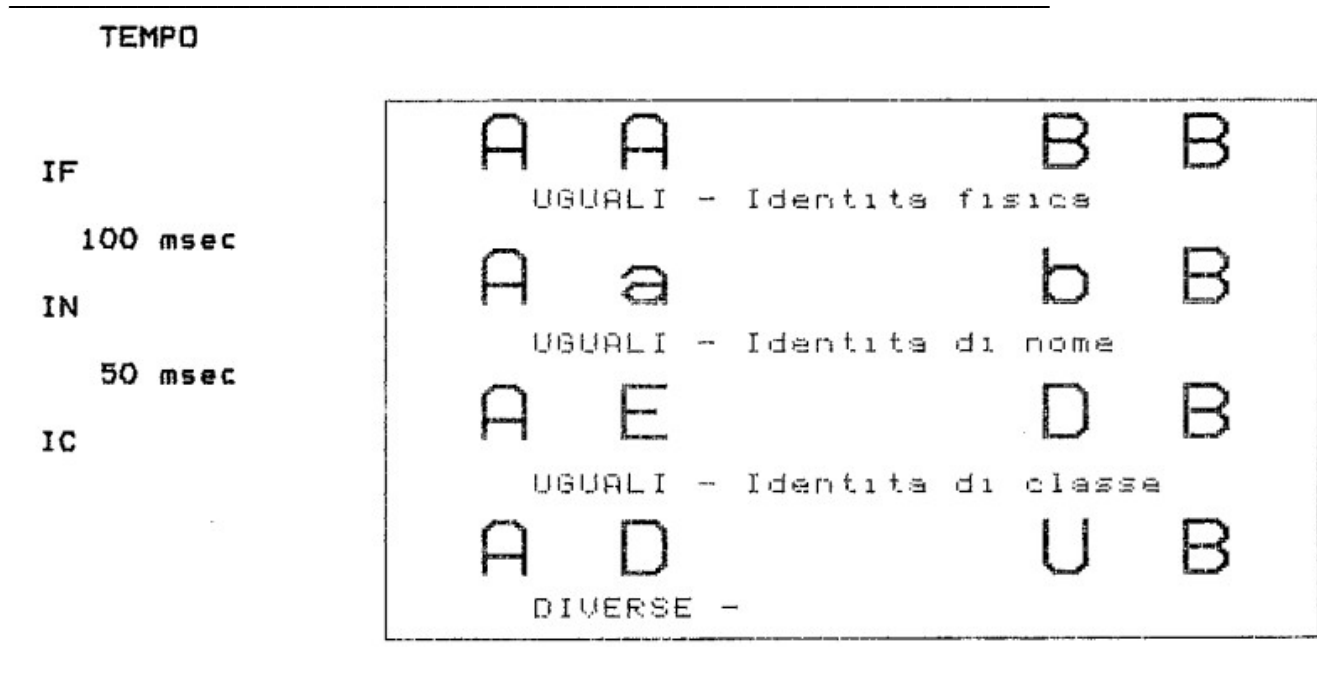 TEMPO
A A B B
IF
UGUALI - Identita fisica
100 msec
A a b B
IN
UGUALI - Identita di nome
50 msec
A E D B
IC
UGUALI - Identita di classe
A D U B
DIVERSE -